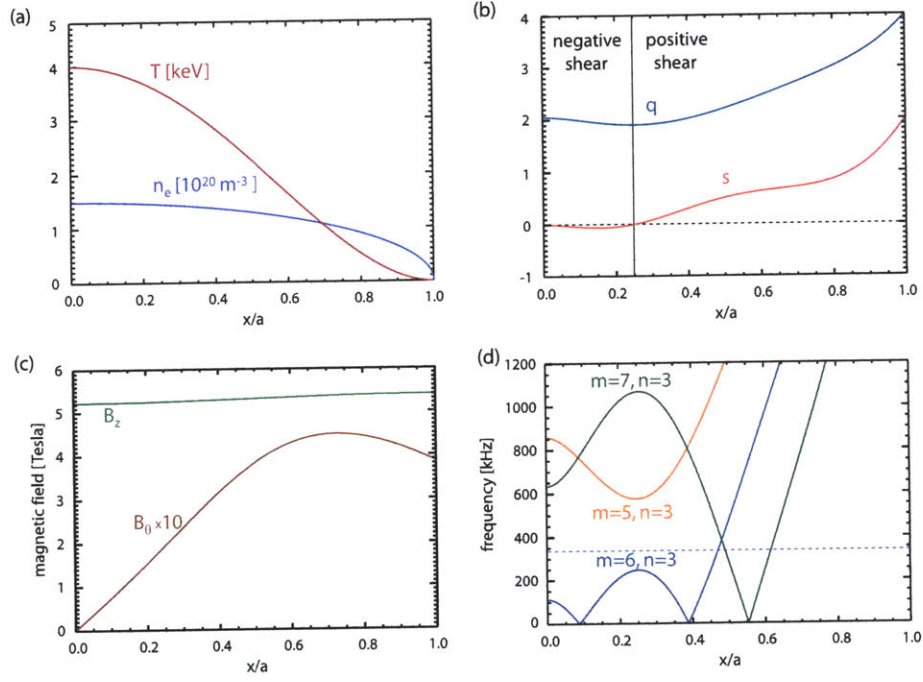 (a)
5
4
3
2
1
0
T [keV]
n_e [10^20 m^-3]
0.0 0.2 0.4 0.6 0.8 1.0
x/a
(b)
4
3
2
1
0
-1
negative shear
positive shear
q
s
0.0 0.2 0.4 0.6 0.8 1.0
x/a
(c)
magnetic field [Tesla]
6
5
4
3
2
1
0
B_z
B_θ x10
0.0 0.2 0.4 0.6 0.8 1.0
x/a
(d)
frequency [kHz]
1200
1000
800
600
400
200
0
m=7, n=3
m=5, n=3
m=6, n=3
0.0 0.2 0.4 0.6 0.8 1.0
x/a